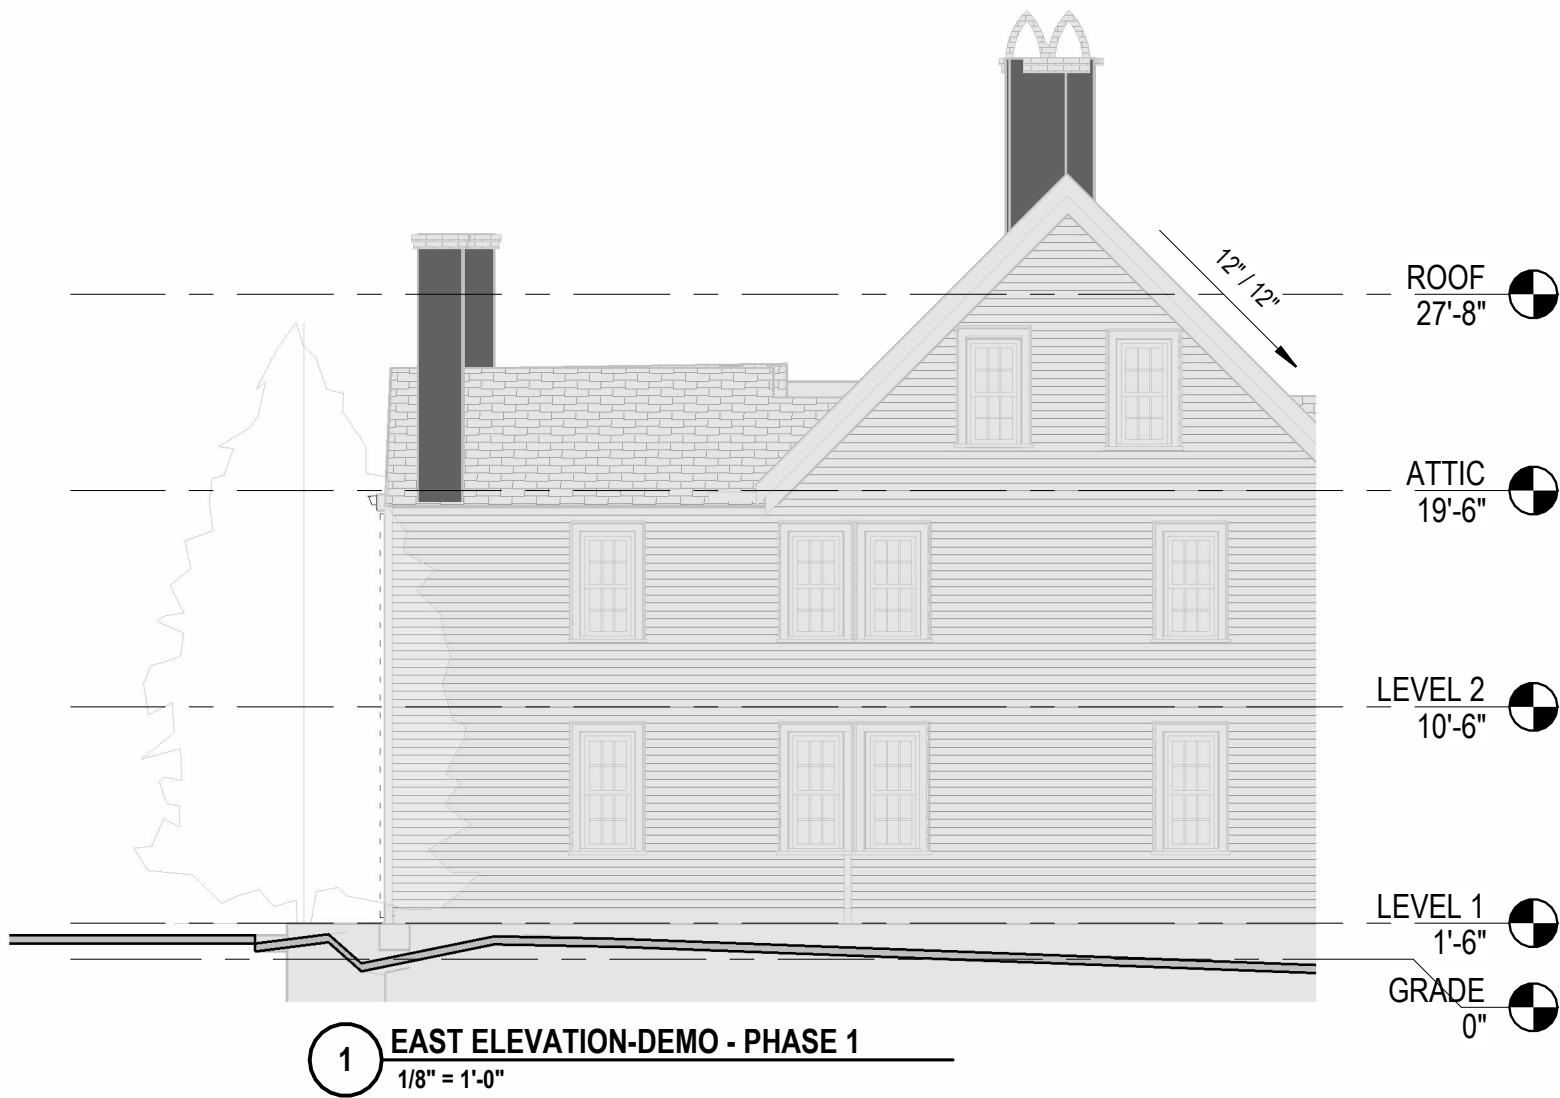 12" / 12"
ROOF
27'-8"
ATTIC
19'-6"
LEVEL 2
10'-6"
LEVEL 1
1'-6"
GRADE
0"
1
EAST ELEVATION-DEMO - PHASE 1
1/8" = 1'-0"